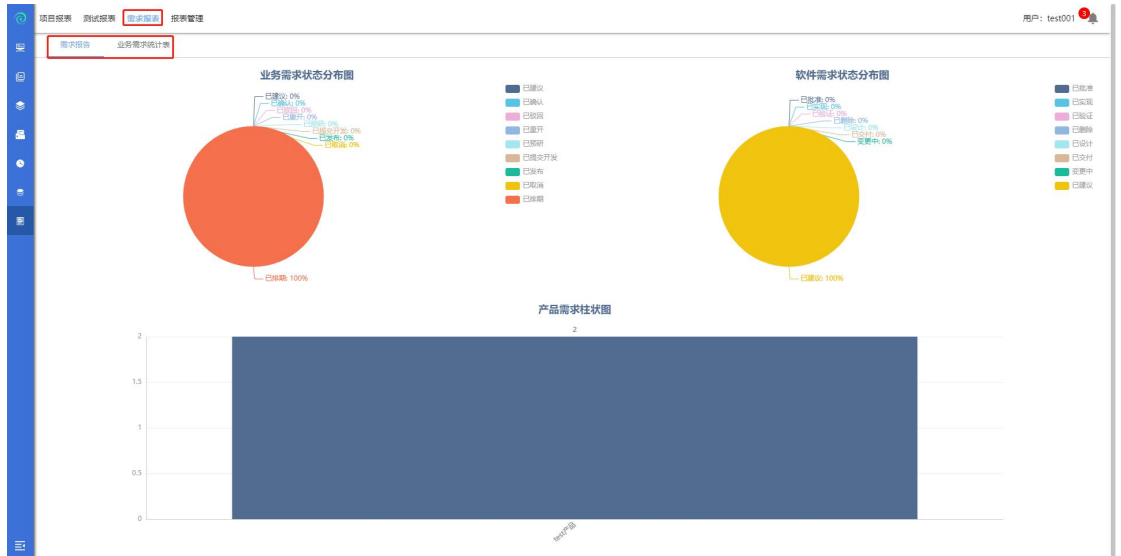 项目报表 测试报表 需求报表 报表管理 用户：test001 3
需求报告 业务需求统计表
业务需求状态分布图
已建议: 0%
已确认: 0%
已驳回: 0%
已重开: 0%
已预研: 0%
已提交开发: 0%
已发布: 0%
已取消: 0%
已排期: 100%
已建议
已确认
已驳回
已重开
已预研
已提交开发
已发布
已取消
已排期
软件需求状态分布图
已批准: 0%
已实现: 0%
已验证: 0%
已删除: 0%
已设计: 0%
已交付: 0%
变更中: 0%
已建议: 100%
已批准
已实现
已验证
已删除
已设计
已交付
变更中
已建议
产品需求柱状图
2
2
1.5
1
0.5
0
test产品